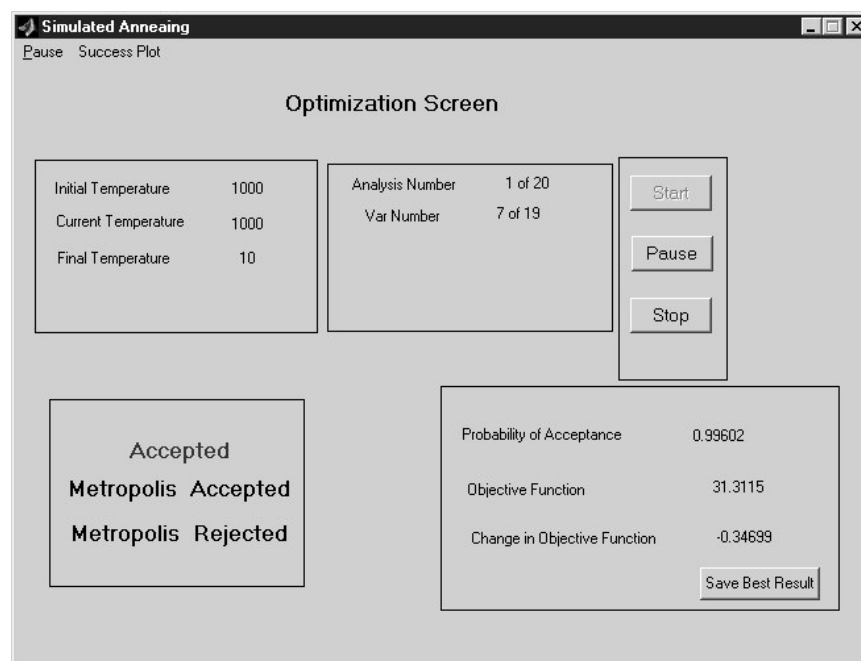 Simulated Anneaing
Pause Success Plot
Optimization Screen
Initial Temperature 1000
Current Temperature 1000
Final Temperature 10
Analysis Number 1 of 20
Var Number 7 of 19
Start
Pause
Stop
Accepted
Metropolis Accepted
Metropolis Rejected
Probability of Acceptance 0.99602
Objective Function 31.3115
Change in Objective Function -0.34699
Save Best Result